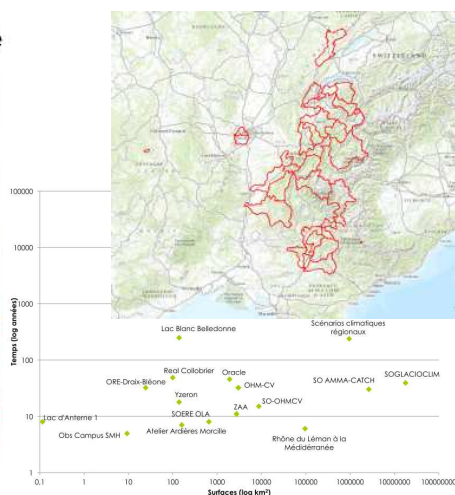 e
SWITZERLAND
100000
10000
1000
100
10
1
Temps (log années)
Lac Blanc Belledonne
Scénarios climatiques
régionaux
Real Collobrier
Oracle
ORE-Draix-Bléone
OHM-CV
SO AMMA-CATCH
SOGLACIOCLIM
Yzeron
SO-OHMCV
ZAA
SOERE OLA
Lac d'Anterne 1
Obs Campus SMH
Atelier Ardières Morcille
Rhône du Léman à la
Médidérranée
0.1 1 10 100 1000 10000 100000 1000000 10000000 100000000
Surfaces (log km²)